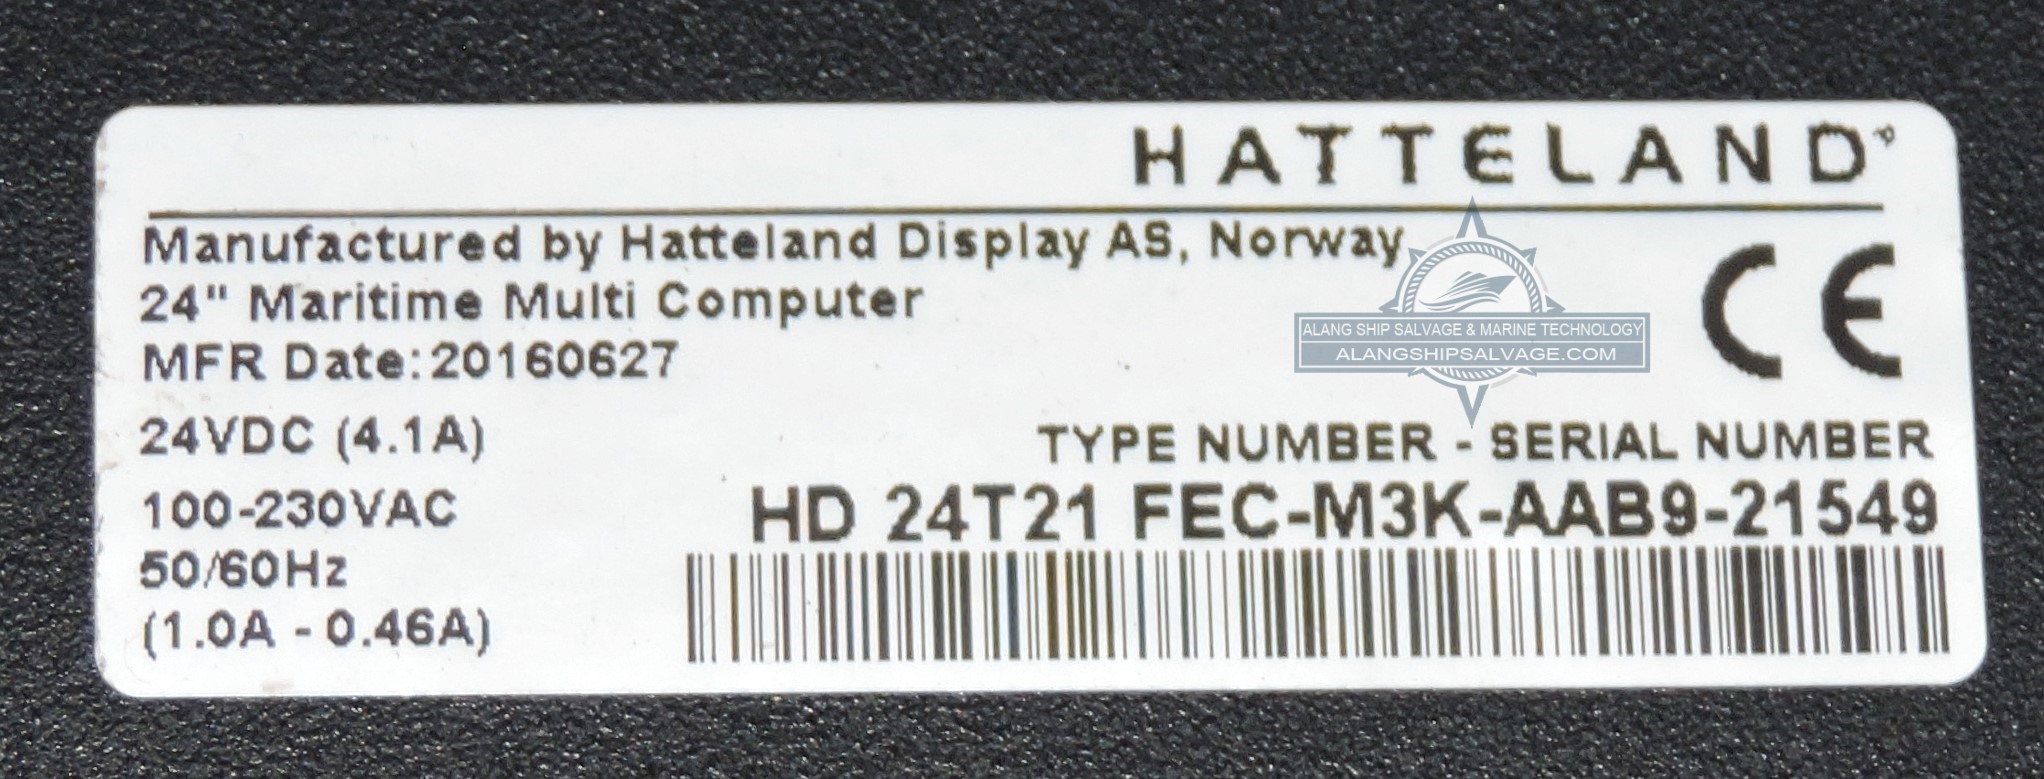 HATTELAND®
Manufactured by Hatteland Display AS, Norway
24" Maritime Multi Computer
MFR Date:20160627
ALANG SHIP SALVAGE & MARINE TECHNOLOGY
ALANGSHIPSALVAGE.COM
CE
24VDC (4.1A)
100-230VAC
50/60Hz
(1.0A - 0.46A)
TYPE NUMBER - SERIAL NUMBER
HD 24T21 FEC-M3K-AAB9-21549